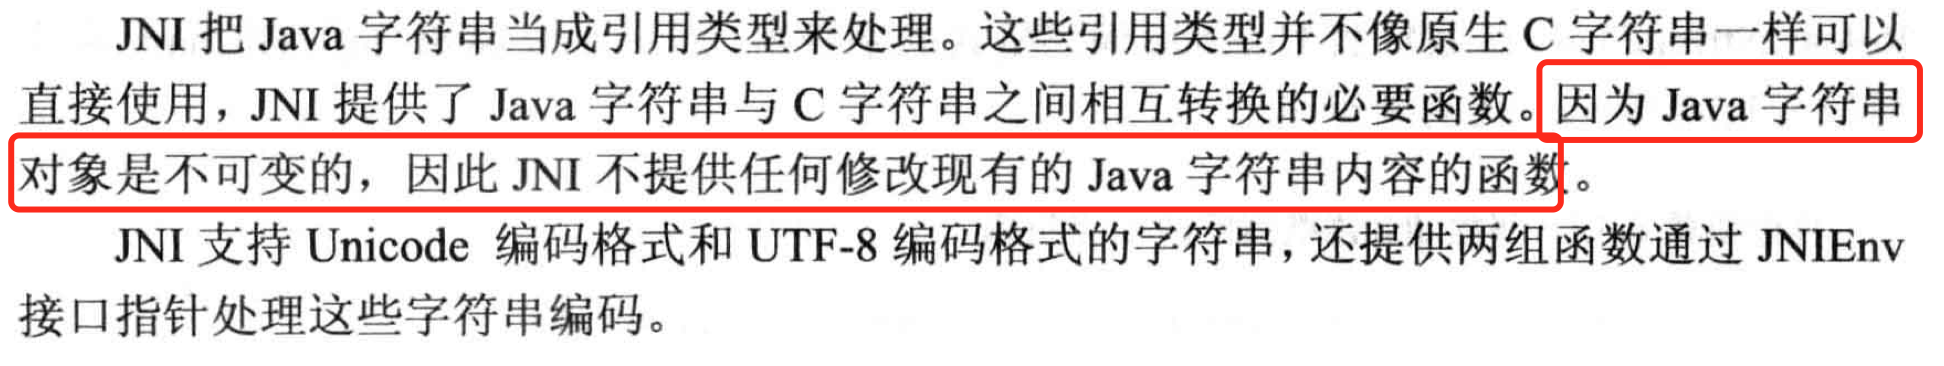 JNI 把 Java 字符串当成引用类型来处理。这些引用类型并不像原生 C 字符串一样可以
直接使用，JNI 提供了 Java 字符串与 C 字符串之间相互转换的必要函数。因为 Java 字符串
对象是不可变的，因此 JNI 不提供任何修改现有的 Java 字符串内容的函数。
JNI 支持 Unicode 编码格式和 UTF-8 编码格式的字符串，还提供两组函数通过 JNIEnv
接口指针处理这些字符串编码。